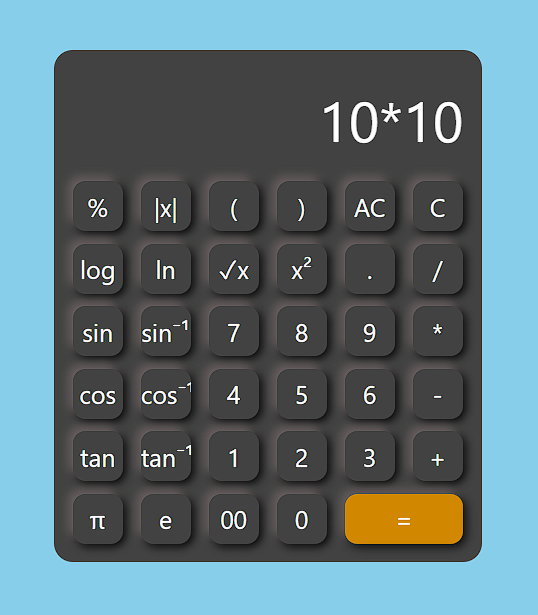 10*10
% |x| ( ) AC C
log ln √x x² . /
sin sin⁻¹ 7 8 9 *
cos cos⁻¹ 4 5 6 -
tan tan⁻¹ 1 2 3 +
π e 00 0 =